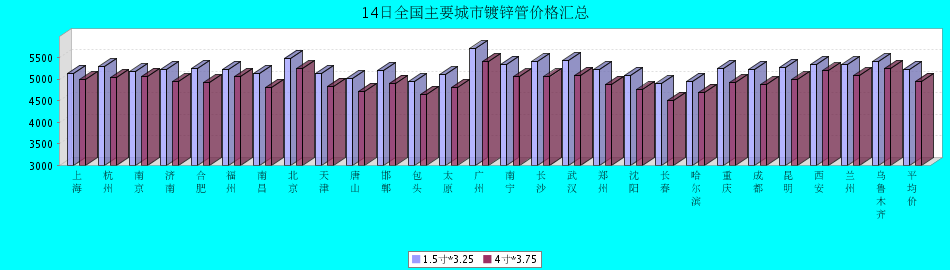 14日全国主要城市镀锌管价格汇总
5500
5000
4500
4000
3500
3000
上海 杭州 南京 济南 合肥 福州 南昌 北京 天津 唐山 邯郸 包头 太原 广州 南宁 长沙 武汉 郑州 沈阳 长春 哈尔滨 重庆 成都 昆明 西安 兰州 乌鲁木齐 平均价
1.5寸*3.25 4寸*3.75